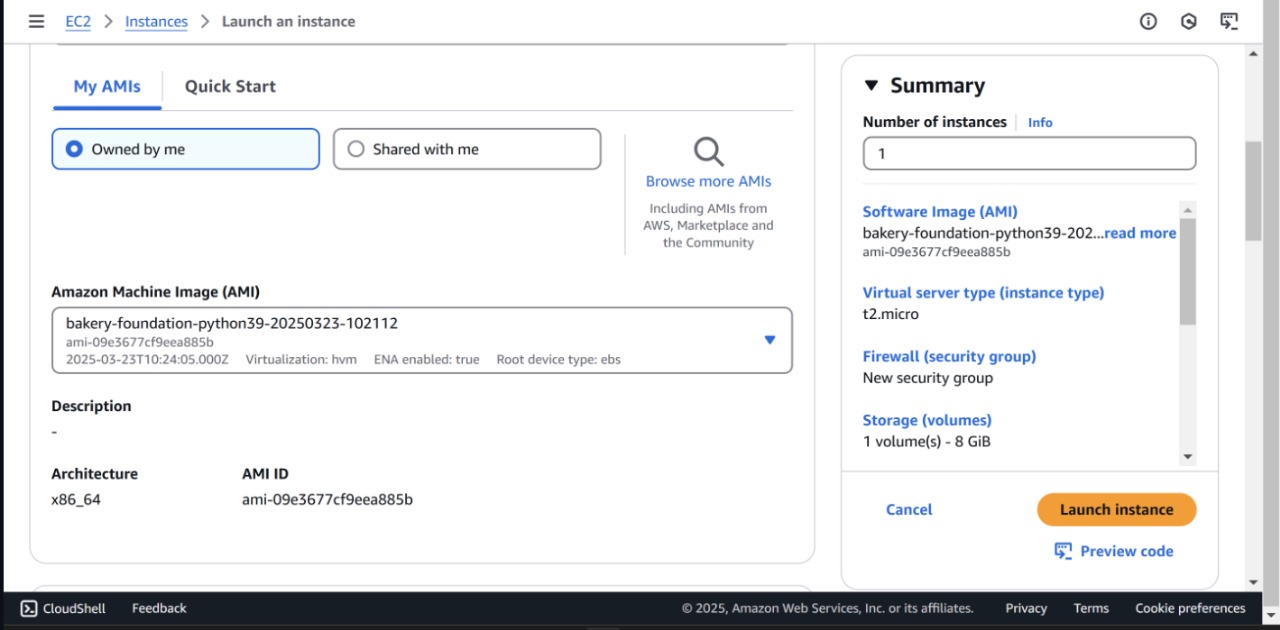 EC2 > Instances > Launch an instance
My AMIs Quick Start
Owned by me
Shared with me
Browse more AMIs
Including AMIs from
AWS, Marketplace and
the Community
Amazon Machine Image (AMI)
bakery-foundation-python39-20250323-102112
ami-09e3677cf9eea885b
2025-03-23T10:24:05.000Z Virtualization: hvm ENA enabled: true Root device type: ebs
Description
-
Architecture AMI ID
x86_64 ami-09e3677cf9eea885b
Summary
Number of instances Info
1
Software Image (AMI)
bakery-foundation-python39-202...read more
ami-09e3677cf9eea885b
Virtual server type (instance type)
t2.micro
Firewall (security group)
New security group
Storage (volumes)
1 volume(s) - 8 GiB
Cancel Launch instance
Preview code
CloudShell Feedback © 2025, Amazon Web Services, Inc. or its affiliates. Privacy Terms Cookie preferences